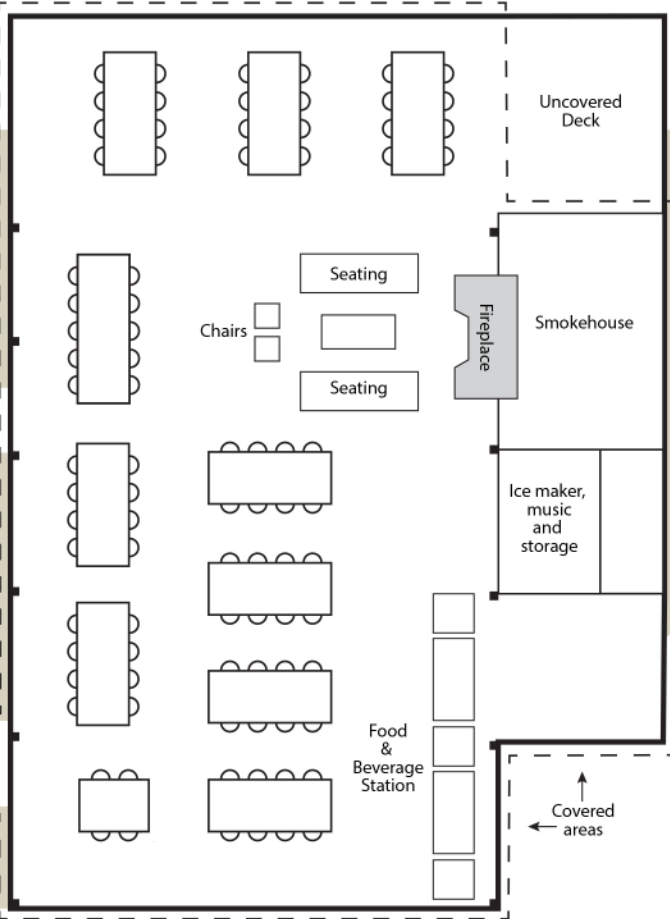 Uncovered
Deck
Seating
Chairs
Fireplace
Smokehouse
Seating
Ice maker,
music
and
storage
Food
&
Beverage
Station
Covered
areas